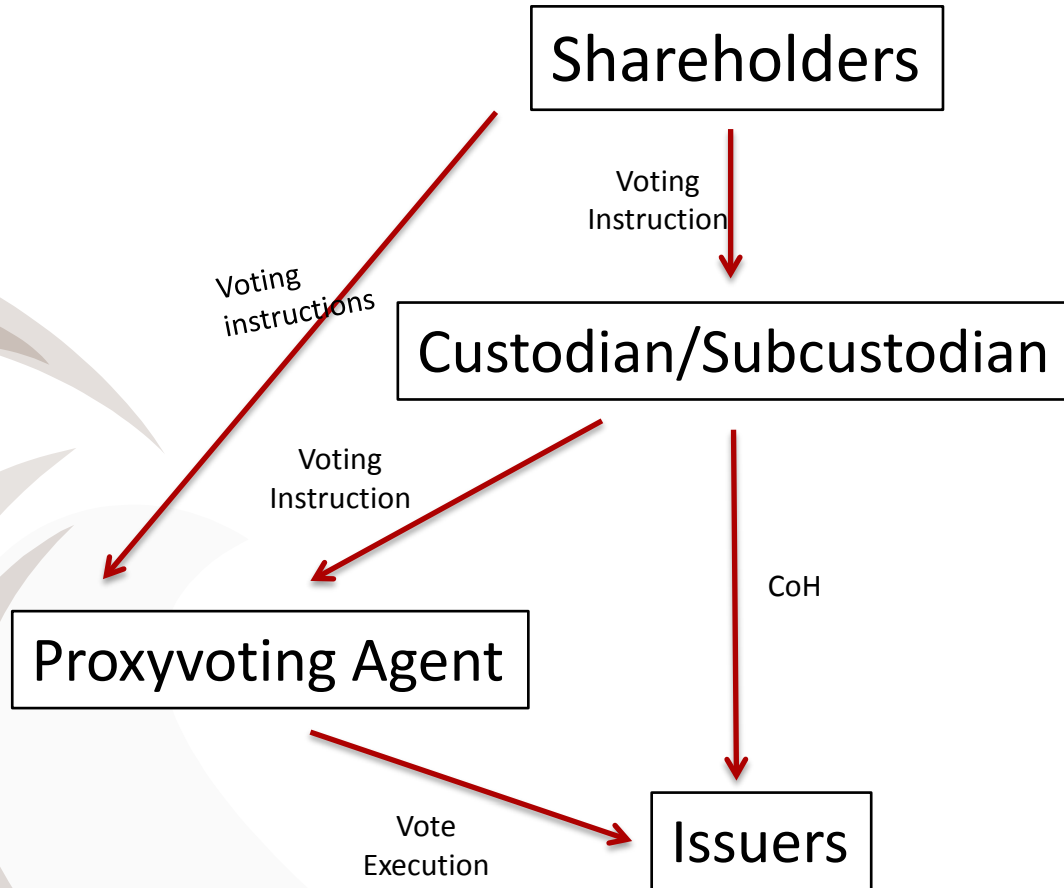 Shareholders
Voting
Instruction
Voting
instructions
Custodian/Subcustodian
Voting
Instruction
CoH
Proxyvoting Agent
Vote
Execution
Issuers